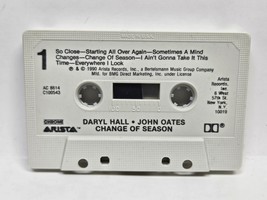 1
So Close—Starting All Over Again—Sometimes A Mind
Changes—Change Of Season—I Ain't Gonna Take It This
Time—Everywhere I Look
℗ & © 1990 Arista Records, Inc., a Bertelsmann Music Group Company
Mfd. for BMG Direct Marketing, Inc. under License
AC 8614
C100543
Arista
Records,
Inc.
6 West
57th St.
New York,
N.Y.
10019
CHROME
ARISTA
DARYL HALL • JOHN OATES
CHANGE OF SEASON